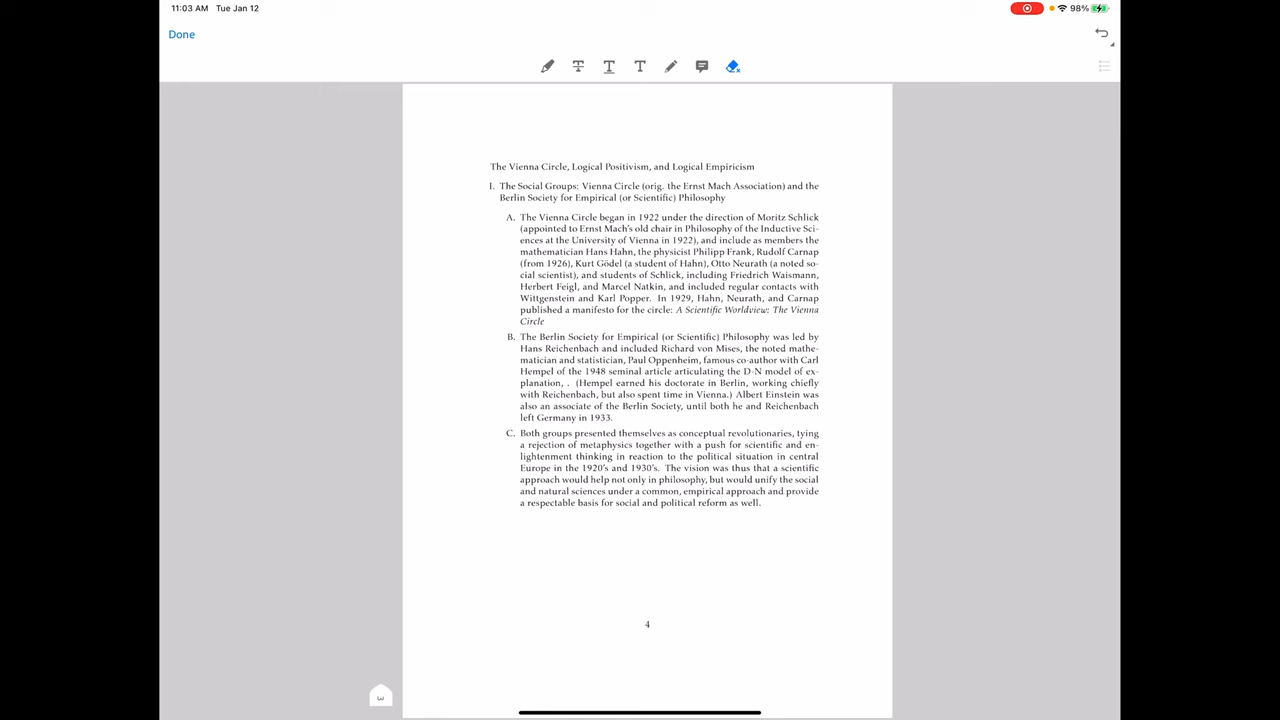 11:03 AM Tue Jan 12
98%
Done
The Vienna Circle, Logical Positivism, and Logical Empiricism
I. The Social Groups: Vienna Circle (orig. the Ernst Mach Association) and the
Berlin Society for Empirical (or Scientific) Philosophy
A. The Vienna Circle began in 1922 under the direction of Moritz Schlick
(appointed to Ernst Mach's old chair in Philosophy of the Inductive Sci-
ences at the University of Vienna in 1922), and include as members the
mathematician Hans Hahn, the physicist Philipp Frank, Rudolf Carnap
(from 1926), Kurt Gödel (a student of Hahn), Otto Neurath (a noted so-
cial scientist), and students of Schlick, including Friedrich Waismann,
Herbert Feigl, and Marcel Natkin, and included regular contacts with
Wittgenstein and Karl Popper. In 1929, Hahn, Neurath, and Carnap
published a manifesto for the circle: A Scientific Worldview: The Vienna
Circle
B. The Berlin Society for Empirical (or Scientific) Philosophy was led by
Hans Reichenbach and included Richard von Mises, the noted mathe-
matician and statistician, Paul Oppenheim, famous co-author with Carl
Hempel of the 1948 seminal article articulating the D-N model of ex-
planation, . (Hempel earned his doctorate in Berlin, working chiefly
with Reichenbach, but also spent time in Vienna.) Albert Einstein was
also an associate of the Berlin Society, until both he and Reichenbach
left Germany in 1933.
C. Both groups presented themselves as conceptual revolutionaries, tying
a rejection of metaphysics together with a push for scientific and en-
lightenment thinking in reaction to the political situation in central
Europe in the 1920's and 1930's. The vision was thus that a scientific
approach would help not only in philosophy, but would unify the social
and natural sciences under a common, empirical approach and provide
a respectable basis for social and political reform as well.
4
3